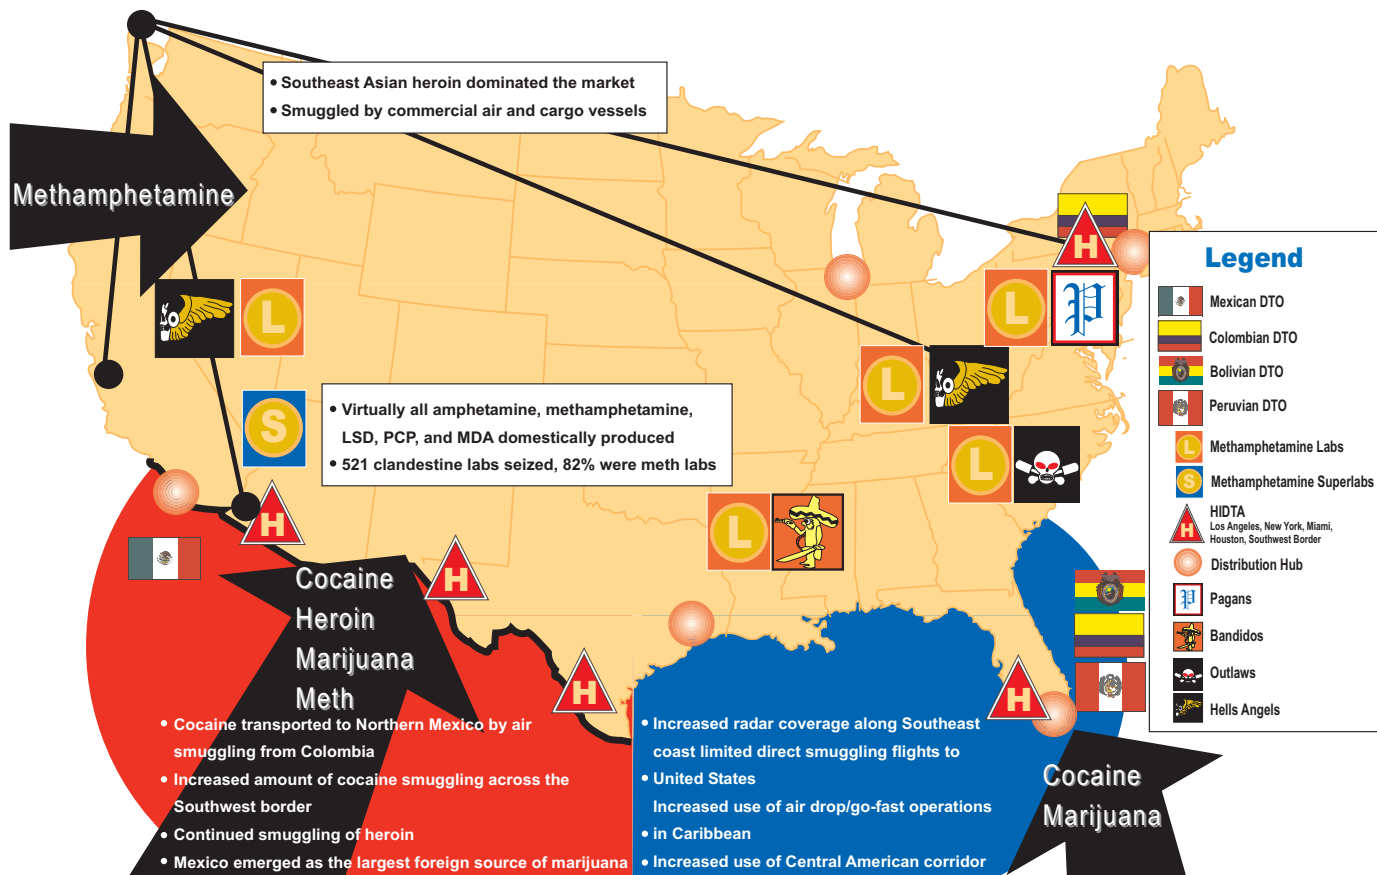 • Southeast Asian heroin dominated the market
• Smuggled by commercial air and cargo vessels
Methamphetamine
H
Legend
Mexican DTO
Colombian DTO
Bolivian DTO
Peruvian DTO
L
Methamphetamine Labs
S
Methamphetamine Superlabs
H
HIDTA
Los Angeles, New York, Miami,
Houston, Southwest Border
Distribution Hub
P
Pagans
Bandidos
Outlaws
Hells Angels
L
L
P
L
L
S
• Virtually all amphetamine, methamphetamine,
LSD, PCP, and MDA domestically produced
• 521 clandestine labs seized, 82% were meth labs
L
H
H
H
H
Cocaine
Heroin
Marijuana
Meth
• Cocaine transported to Northern Mexico by air
smuggling from Colombia
• Increased amount of cocaine smuggling across the
Southwest border
• Continued smuggling of heroin
• Mexico emerged as the largest foreign source of marijuana
• Increased radar coverage along Southeast
coast limited direct smuggling flights to
• United States
Increased use of air drop/go-fast operations
• in Caribbean
• Increased use of Central American corridor
Cocaine
Marijuana